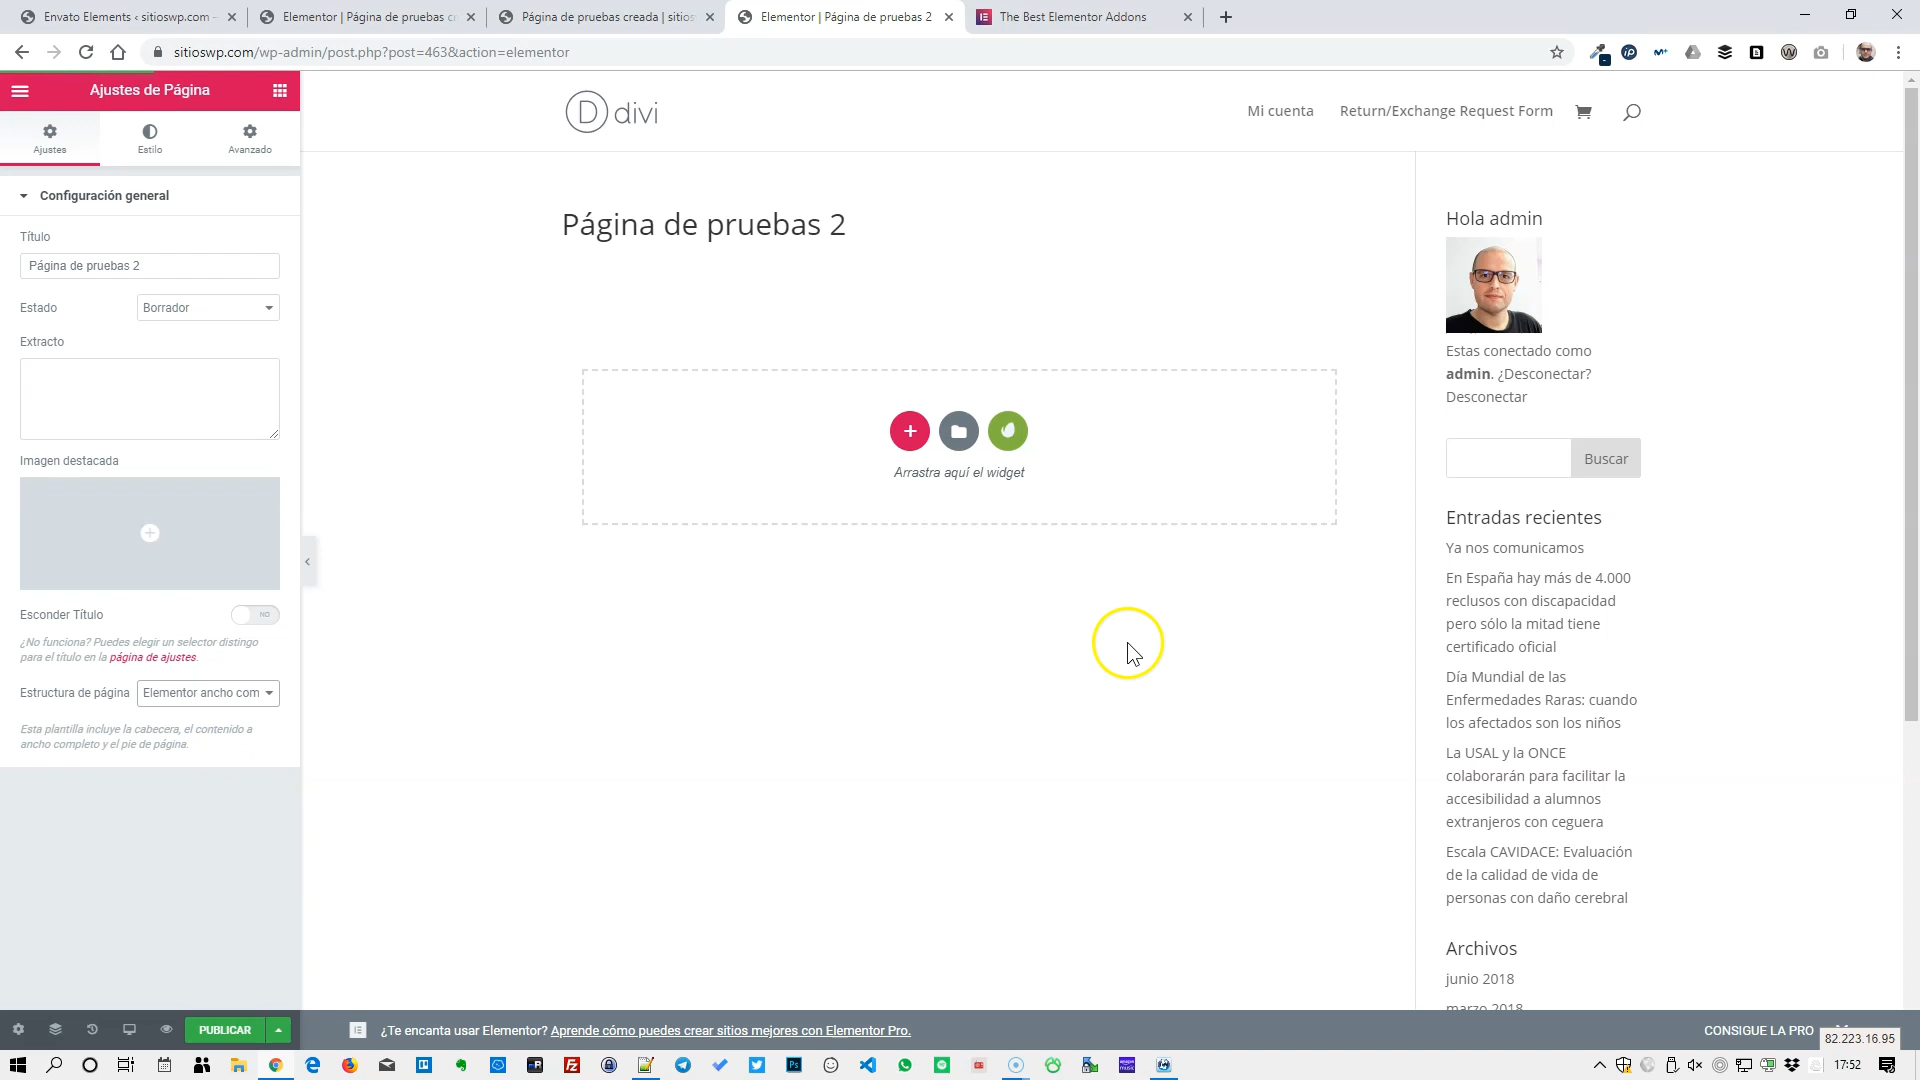 Envato Elements ‹ sitioswp.com —
Elementor | Página de pruebas c
Página de pruebas creada | sitios
Elementor | Página de pruebas 2
The Best Elementor Addons
sitioswp.com/wp-admin/post.php?post=463&action=elementor
Ajustes de Página
Ajustes
Estilo
Avanzado
Configuración general
Título
Página de pruebas 2
Estado
Borrador
Extracto
Imagen destacada
Esconder Título
NO
¿No funciona? Puedes elegir un selector distingo
para el título en la página de ajustes.
Estructura de página
Elementor ancho com
Esta plantilla incluye la cabecera, el contenido a
ancho completo y el pie de página.
PUBLICAR
D divi
Mi cuenta
Return/Exchange Request Form
Página de pruebas 2
Arrastra aquí el widget
Hola admin
Estas conectado como
admin. ¿Desconectar?
Desconectar
Buscar
Entradas recientes
Ya nos comunicamos
En España hay más de 4.000
reclusos con discapacidad
pero sólo la mitad tiene
certificado oficial
Día Mundial de las
Enfermedades Raras: cuando
los afectados son los niños
La USAL y la ONCE
colaborarán para facilitar la
accesibilidad a alumnos
extranjeros con ceguera
Escala CAVIDACE: Evaluación
de la calidad de vida de
personas con daño cerebral
Archivos
junio 2018
marzo 2018
¿Te encanta usar Elementor? Aprende cómo puedes crear sitios mejores con Elementor Pro.
CONSIGUE LA PRO
82.223.16.95
17:52